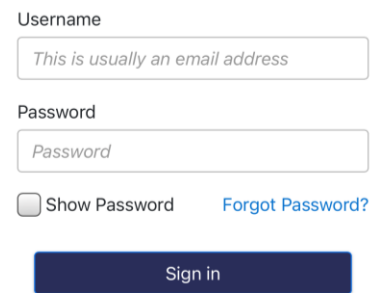 Username
This is usually an email address
Password
Password
Show Password Forgot Password?
Sign in